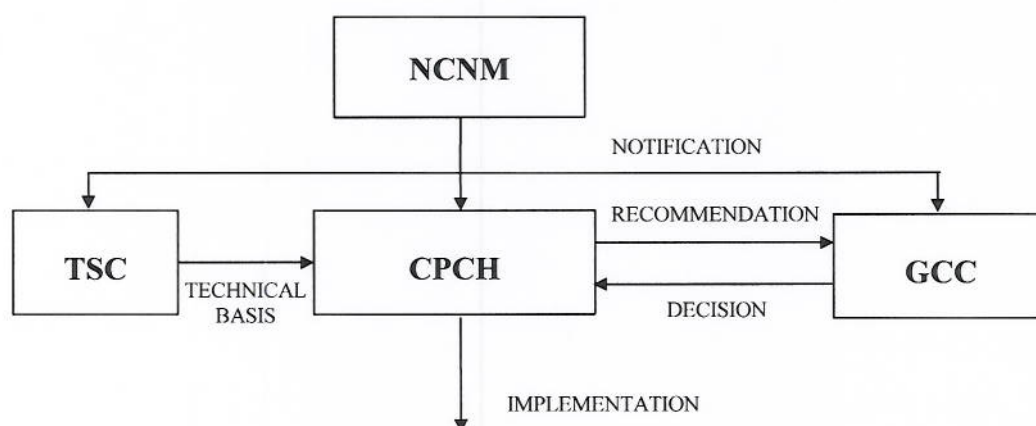 NCNM
NOTIFICATION
RECOMMENDATION
TSC
CPCH
GCC
TECHNICAL
BASIS
DECISION
IMPLEMENTATION